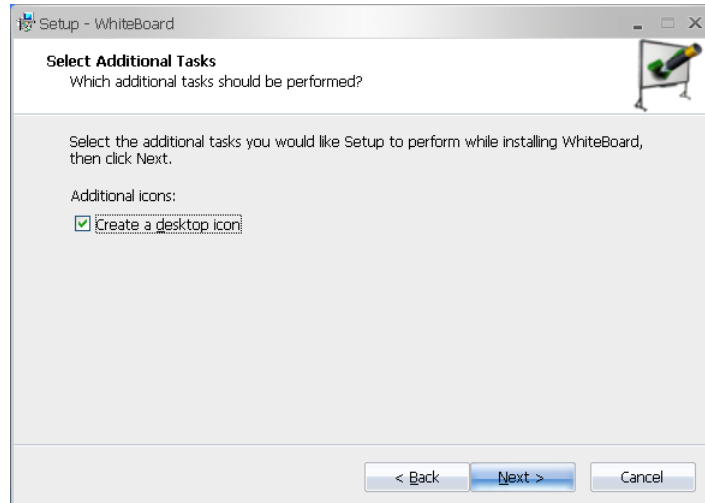 Setup - WhiteBoard
Select Additional Tasks
Which additional tasks should be performed?
Select the additional tasks you would like Setup to perform while installing WhiteBoard,
then click Next.
Additional icons:
Create a desktop icon
< Back
Next >
Cancel